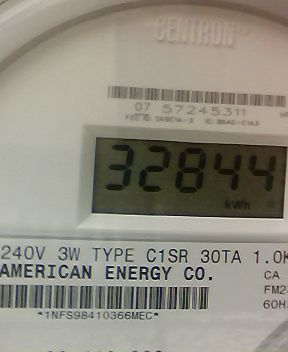 CENTRON
07 57245311
32844
kWh
240V 3W TYPE C1SR 30TA 1.0K
AMERICAN ENERGY CO.
CA
FM2
60H
*1NFS98410366MEC*